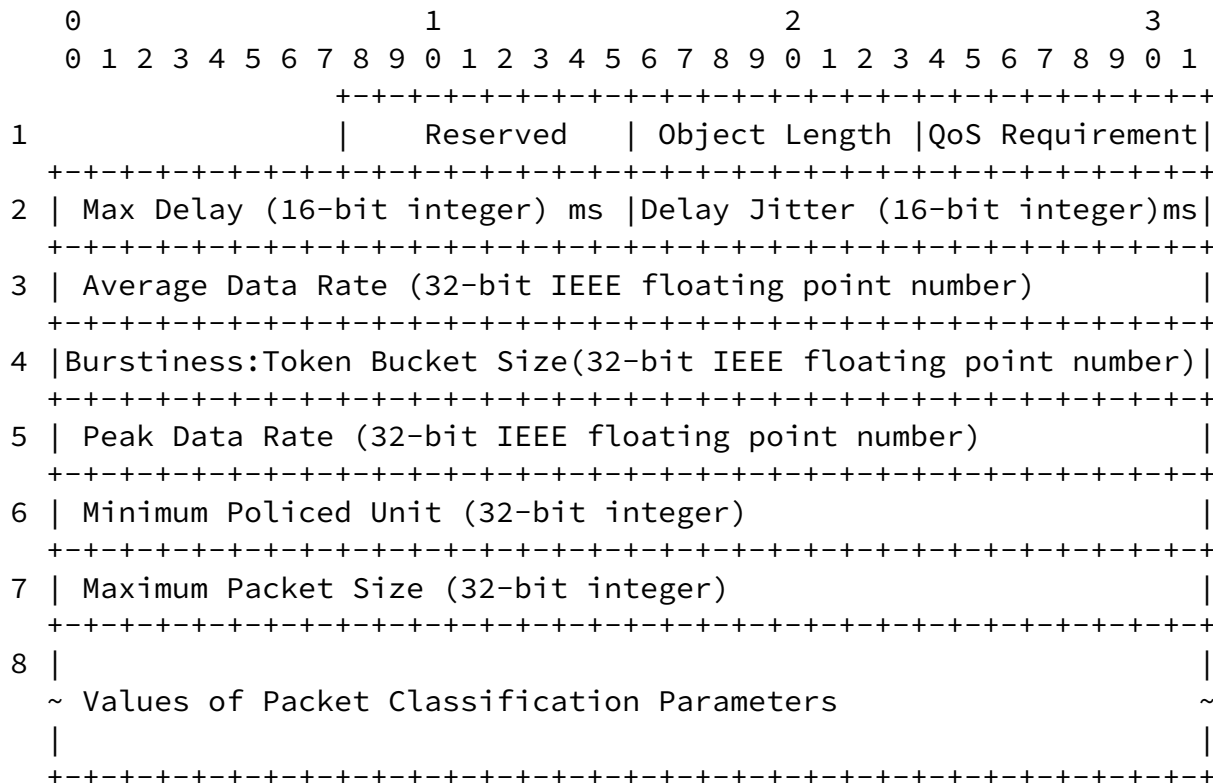 0                   1                   2                   3
    0 1 2 3 4 5 6 7 8 9 0 1 2 3 4 5 6 7 8 9 0 1 2 3 4 5 6 7 8 9 0 1
                   +-+-+-+-+-+-+-+-+-+-+-+-+-+-+-+-+-+-+-+-+-+-+-+-+
1                  |    Reserved   | Object Length |QoS Requirement|
   +-+-+-+-+-+-+-+-+-+-+-+-+-+-+-+-+-+-+-+-+-+-+-+-+-+-+-+-+-+-+-+-+
2 | Max Delay (16-bit integer) ms |Delay Jitter (16-bit integer)ms|
   +-+-+-+-+-+-+-+-+-+-+-+-+-+-+-+-+-+-+-+-+-+-+-+-+-+-+-+-+-+-+-+-+
3 | Average Data Rate (32-bit IEEE floating point number)         |
   +-+-+-+-+-+-+-+-+-+-+-+-+-+-+-+-+-+-+-+-+-+-+-+-+-+-+-+-+-+-+-+-+
4 |Burstiness:Token Bucket Size(32-bit IEEE floating point number)|
   +-+-+-+-+-+-+-+-+-+-+-+-+-+-+-+-+-+-+-+-+-+-+-+-+-+-+-+-+-+-+-+-+
5 | Peak Data Rate (32-bit IEEE floating point number)            |
   +-+-+-+-+-+-+-+-+-+-+-+-+-+-+-+-+-+-+-+-+-+-+-+-+-+-+-+-+-+-+-+-+
6 | Minimum Policed Unit (32-bit integer)                         |
   +-+-+-+-+-+-+-+-+-+-+-+-+-+-+-+-+-+-+-+-+-+-+-+-+-+-+-+-+-+-+-+-+
7 | Maximum Packet Size (32-bit integer)                          |
   +-+-+-+-+-+-+-+-+-+-+-+-+-+-+-+-+-+-+-+-+-+-+-+-+-+-+-+-+-+-+-+-+
8 |                                                               |
  ~ Values of Packet Classification Parameters                    ~
  |                                                               |
   +-+-+-+-+-+-+-+-+-+-+-+-+-+-+-+-+-+-+-+-+-+-+-+-+-+-+-+-+-+-+-+-+